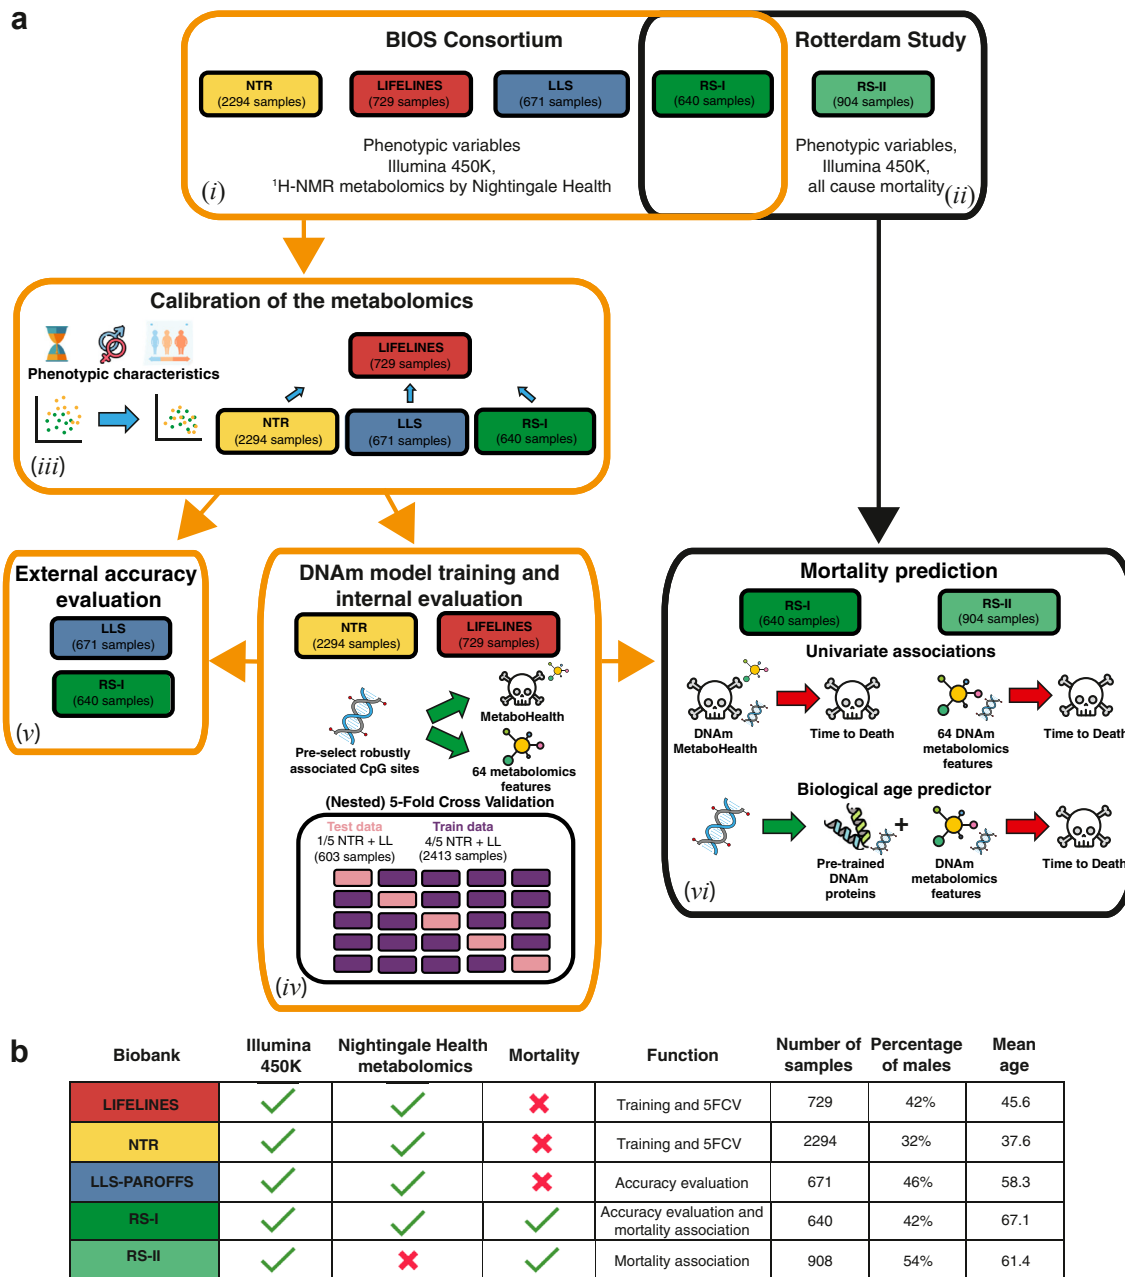 a
BIOS Consortium
Rotterdam Study
NTR
(2294 samples)
LIFELINES
(729 samples)
LLS
(671 samples)
RS-I
(640 samples)
RS-II
(904 samples)
Phenotypic variables
Illumina 450K,
¹H-NMR metabolomics by Nightingale Health
(i)
Phenotypic variables,
Illumina 450K,
all cause mortality
(ii)
Calibration of the metabolomics
Phenotypic characteristics
LIFELINES
(729 samples)
NTR
(2294 samples)
LLS
(671 samples)
RS-I
(640 samples)
(iii)
External accuracy
evaluation
LLS
(671 samples)
RS-I
(640 samples)
(v)
DNAm model training and
internal evaluation
NTR
(2294 samples)
LIFELINES
(729 samples)
Pre-select robustly
associated CpG sites
MetaboHealth
64 metabolomics
features
(Nested) 5-Fold Cross Validation
Test data
1/5 NTR + LL
(603 samples)
Train data
4/5 NTR + LL
(2413 samples)
(iv)
Mortality prediction
RS-I
(640 samples)
RS-II
(904 samples)
Univariate associations
DNAm
MetaboHealth
Time to Death
64 DNAm
metabolomics
features
Time to Death
Biological age predictor
+
Pre-trained
DNAm
proteins
DNAm
metabolomics
features
Time to Death
(vi)
b
Biobank Illumina 450K Nightingale Health metabolomics Mortality Function Number of samples Percentage of males Mean age
LIFELINES Training and 5FCV 729 42% 45.6
NTR Training and 5FCV 2294 32% 37.6
LLS-PAROFFS Accuracy evaluation 671 46% 58.3
RS-I Accuracy evaluation and mortality association 640 42% 67.1
RS-II Mortality association 908 54% 61.4